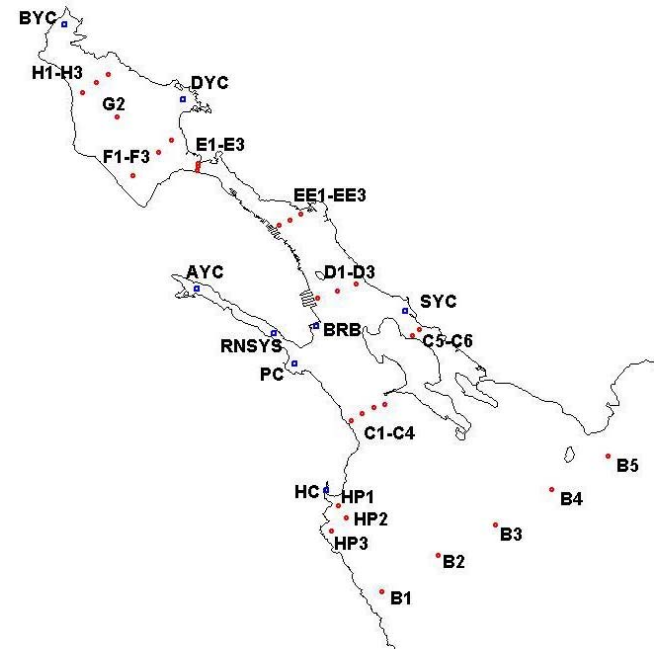 BYC
H1-H3
DYC
G2
E1-E3
F1-F3
EE1-EE3
AYC
D1-D3
SYC
BRB
RNSYS
C5-C6
PC
C1-C4
B5
HC
B4
HP1
HP2
B3
HP3
B2
B1